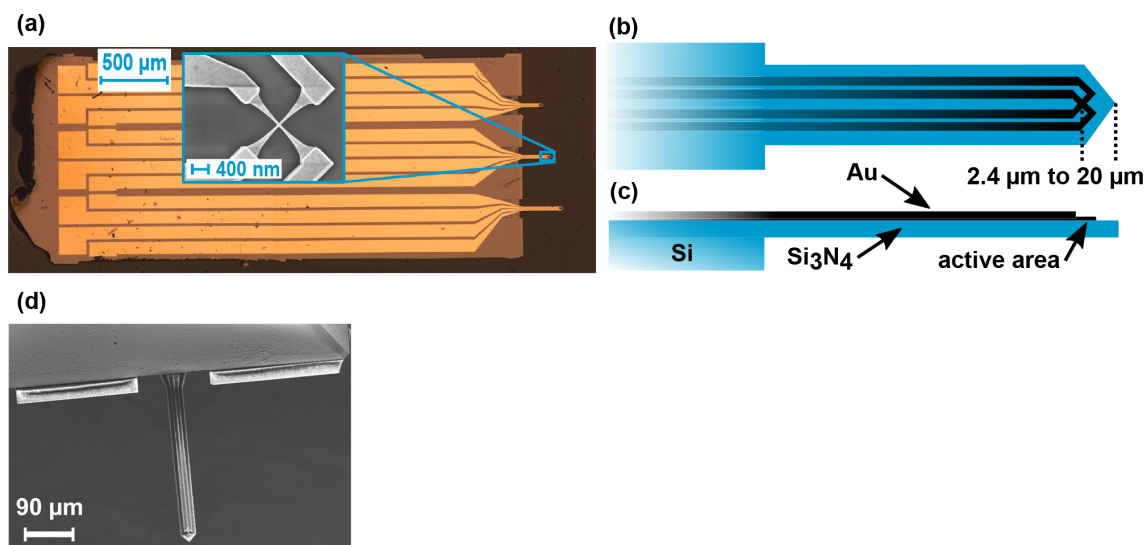 (a)
500 µm
400 nm
(b)
2.4 µm to 20 µm
(c)
Au
Si
Si3N4
active area
(d)
90 µm